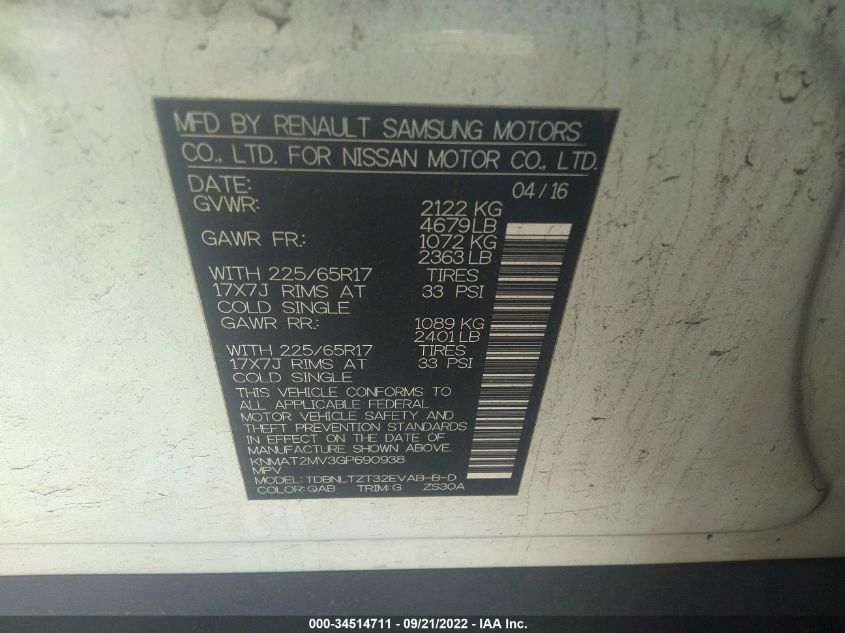 MFD BY RENAULT SAMSUNG MOTORS
CO., LTD. FOR NISSAN MOTOR CO., LTD.
DATE: 04/16
GVWR: 2122 KG
4679 LB
GAWR FR.: 1072 KG
2363 LB
WITH 225/65R17 TIRES
17X7J RIMS AT 33 PSI
COLD SINGLE
GAWR RR.: 1089 KG
2401 LB
WITH 225/65R17 TIRES
17X7J RIMS AT 33 PSI
COLD SINGLE
THIS VEHICLE CONFORMS TO
ALL APPLICABLE FEDERAL
MOTOR VEHICLE SAFETY AND
THEFT PREVENTION STANDARDS
IN EFFECT ON THE DATE OF
MANUFACTURE SHOWN ABOVE
KNMAT2MV3GP690938
MPV
MODEL: TDBNLTZT32EVAB-B-D
COLOR: QAB TRIM: G ZS30A
000-34514711 - 09/21/2022 - IAA Inc.